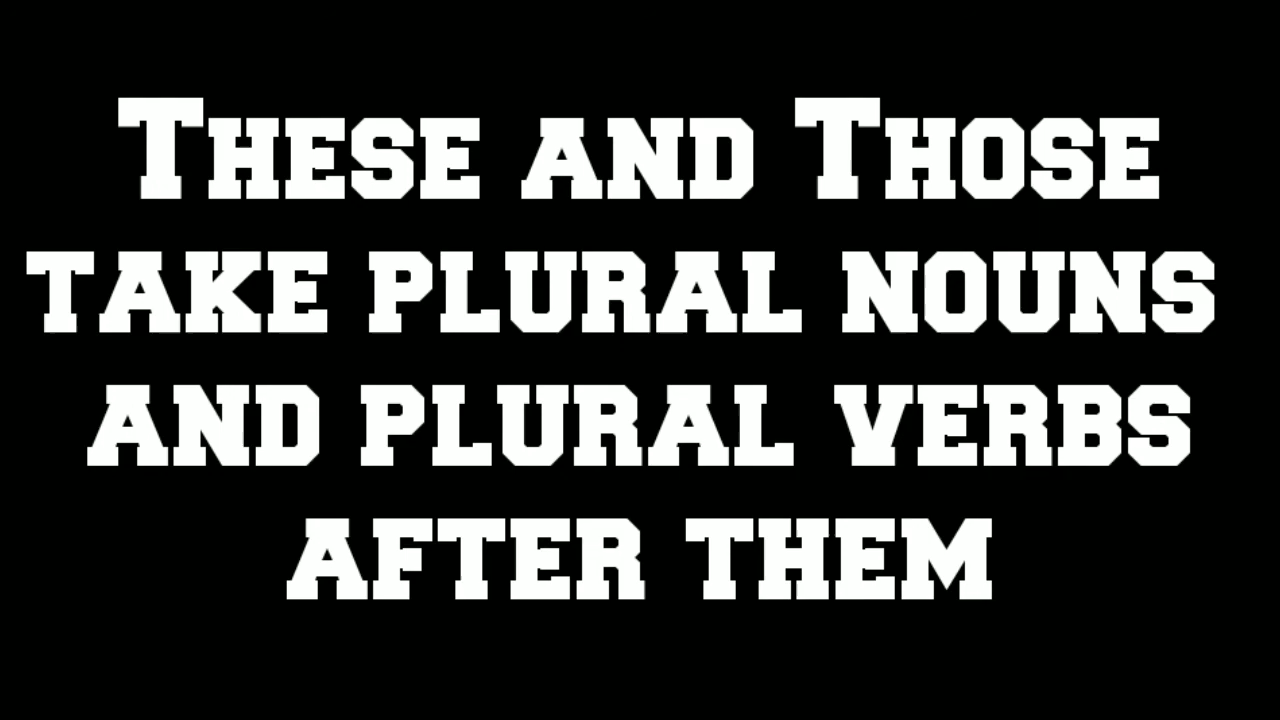 These and Those
take plural nouns
and plural verbs
after them